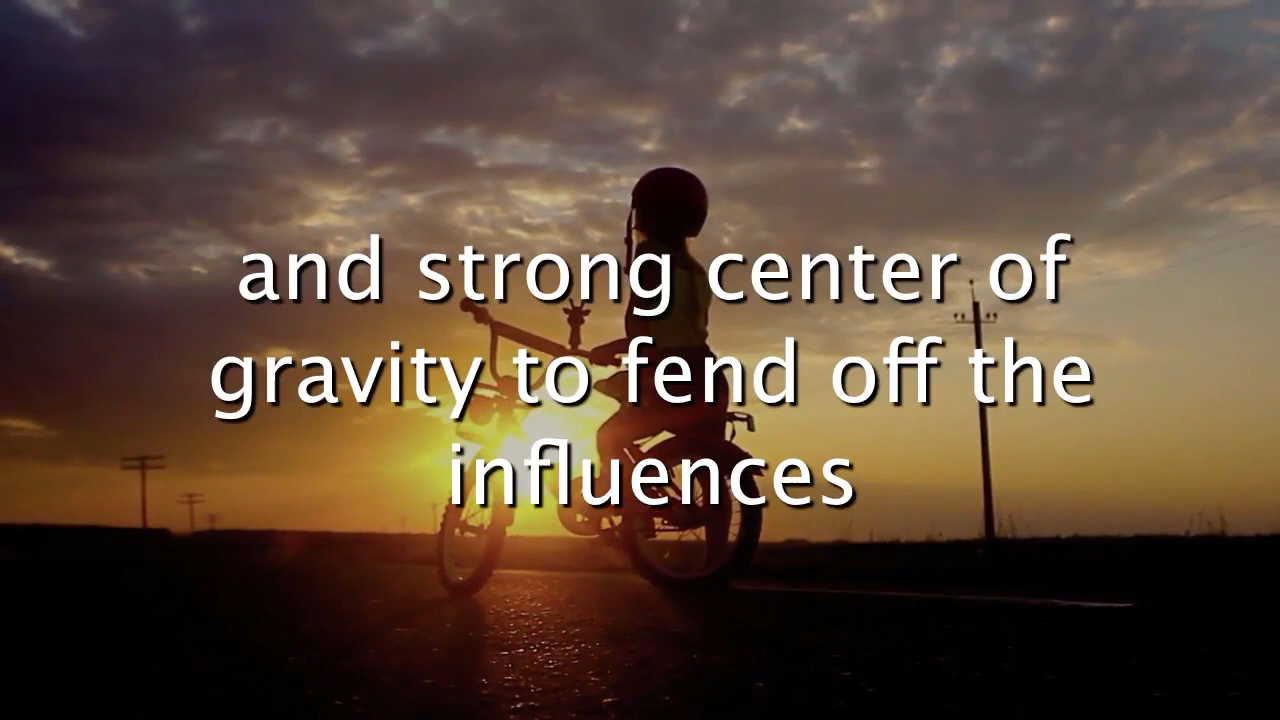 and strong center of
gravity to fend off the
influences